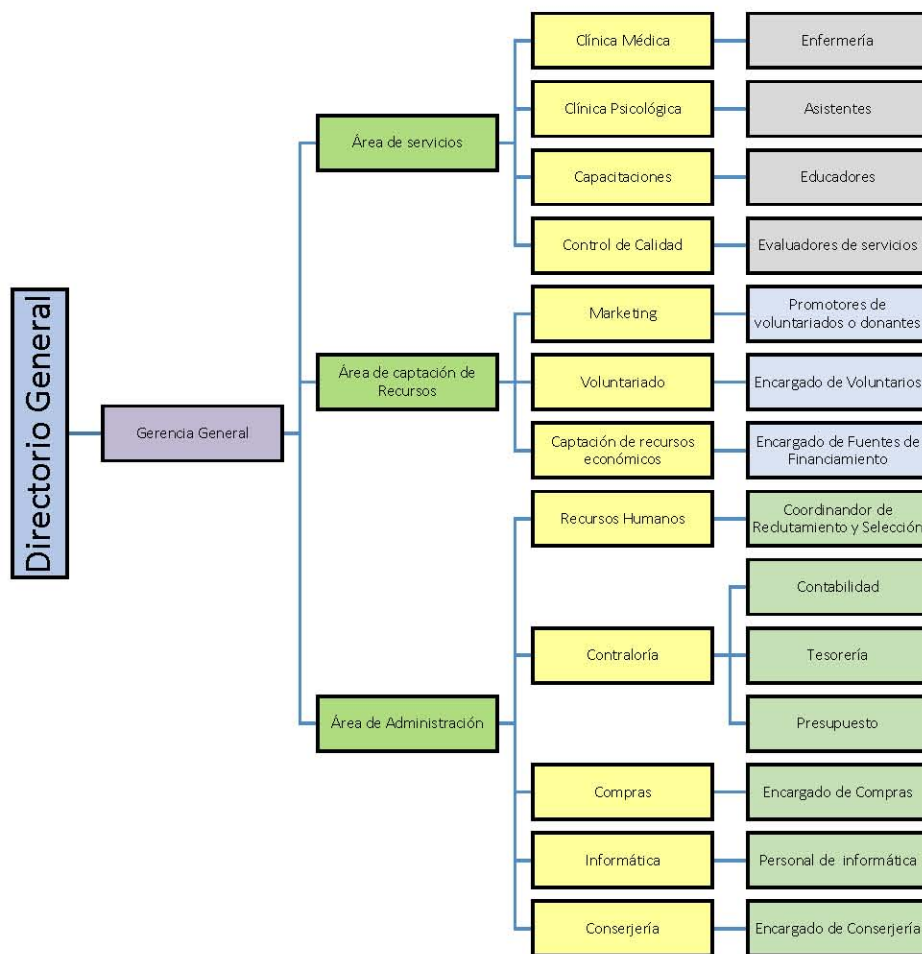 Directorio General
Gerencia General
Área de servicios
Clínica Médica
Enfermería
Clínica Psicológica
Asistentes
Capacitaciones
Educadores
Control de Calidad
Evaluadores de servicios
Área de captación de
Recursos
Marketing
Promotores de
voluntariados o donantes
Voluntariado
Encargado de Voluntarios
Captación de recursos
económicos
Encargado de Fuentes de
Financiamiento
Área de Administración
Recursos Humanos
Coordinandor de
Reclutamiento y Selección
Contraloría
Contabilidad
Tesorería
Presupuesto
Compras
Encargado de Compras
Informática
Personal de informática
Conserjería
Encargado de Conserjería